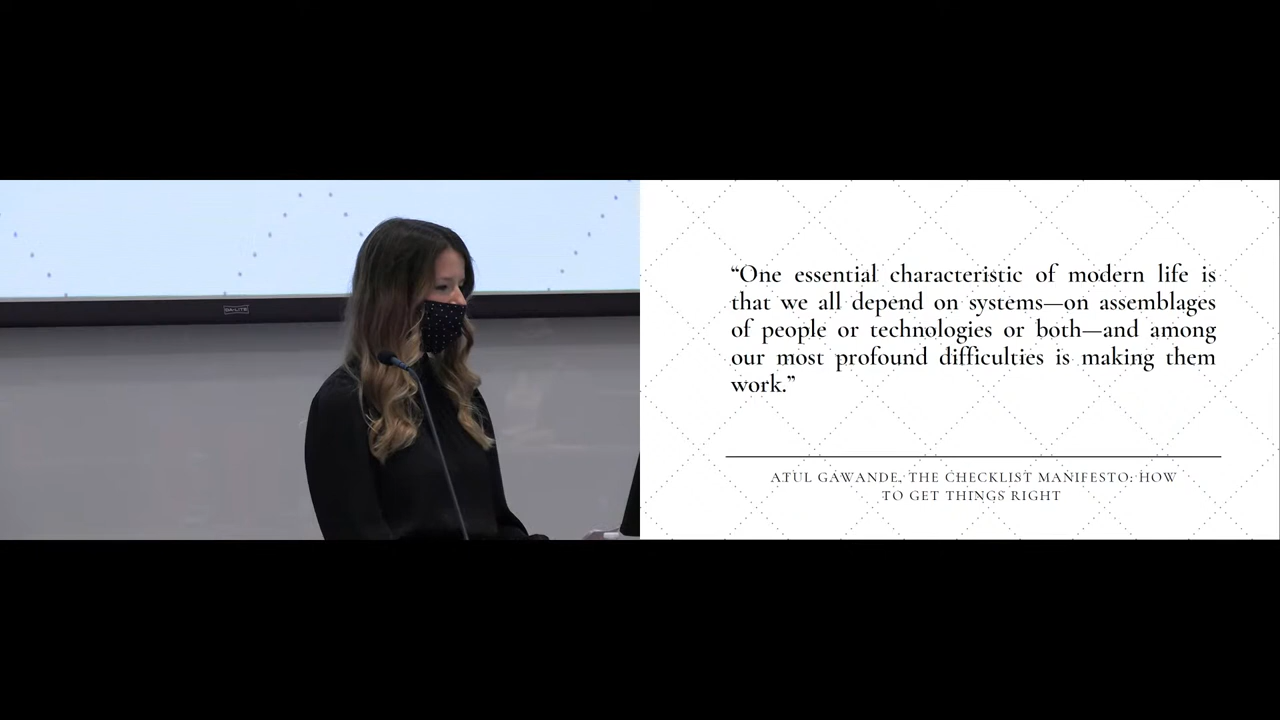 DA-LITE
“One essential characteristic of modern life is
that we all depend on systems—on assemblages
of people or technologies or both—and among
our most profound difficulties is making them
work.”
ATUL GAWANDE, THE CHECKLIST MANIFESTO: HOW
TO GET THINGS RIGHT